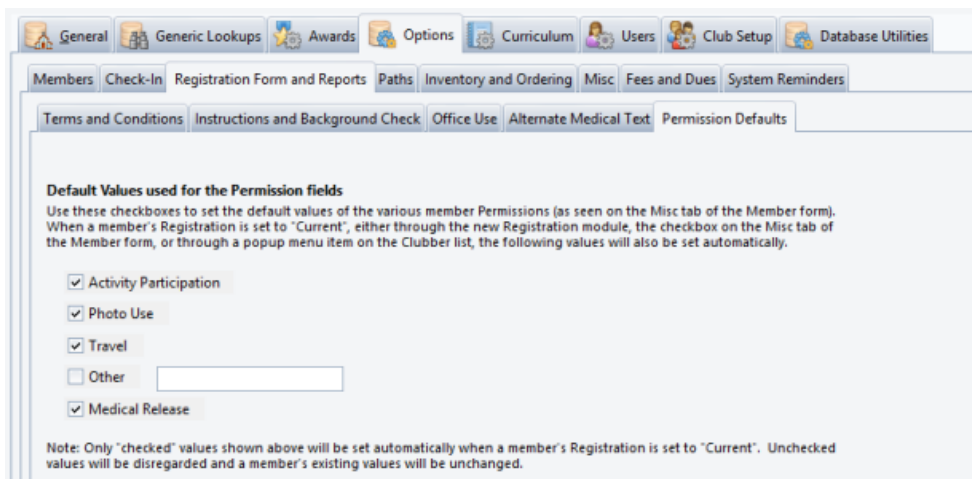 General Generic Lookups Awards Options Curriculum Users Club Setup Database Utilities
Members Check-In Registration Form and Reports Paths Inventory and Ordering Misc Fees and Dues System Reminders
Terms and Conditions Instructions and Background Check Office Use Alternate Medical Text Permission Defaults
Default Values used for the Permission fields
Use these checkboxes to set the default values of the various member Permissions (as seen on the Misc tab of the Member form).
When a member's Registration is set to "Current", either through the new Registration module, the checkbox on the Misc tab of
the Member form, or through a popup menu item on the Clubber list, the following values will also be set automatically.
Activity Participation
Photo Use
Travel
Other
Medical Release
Note: Only "checked" values shown above will be set automatically when a member's Registration is set to "Current". Unchecked
values will be disregarded and a member's existing values will be unchanged.